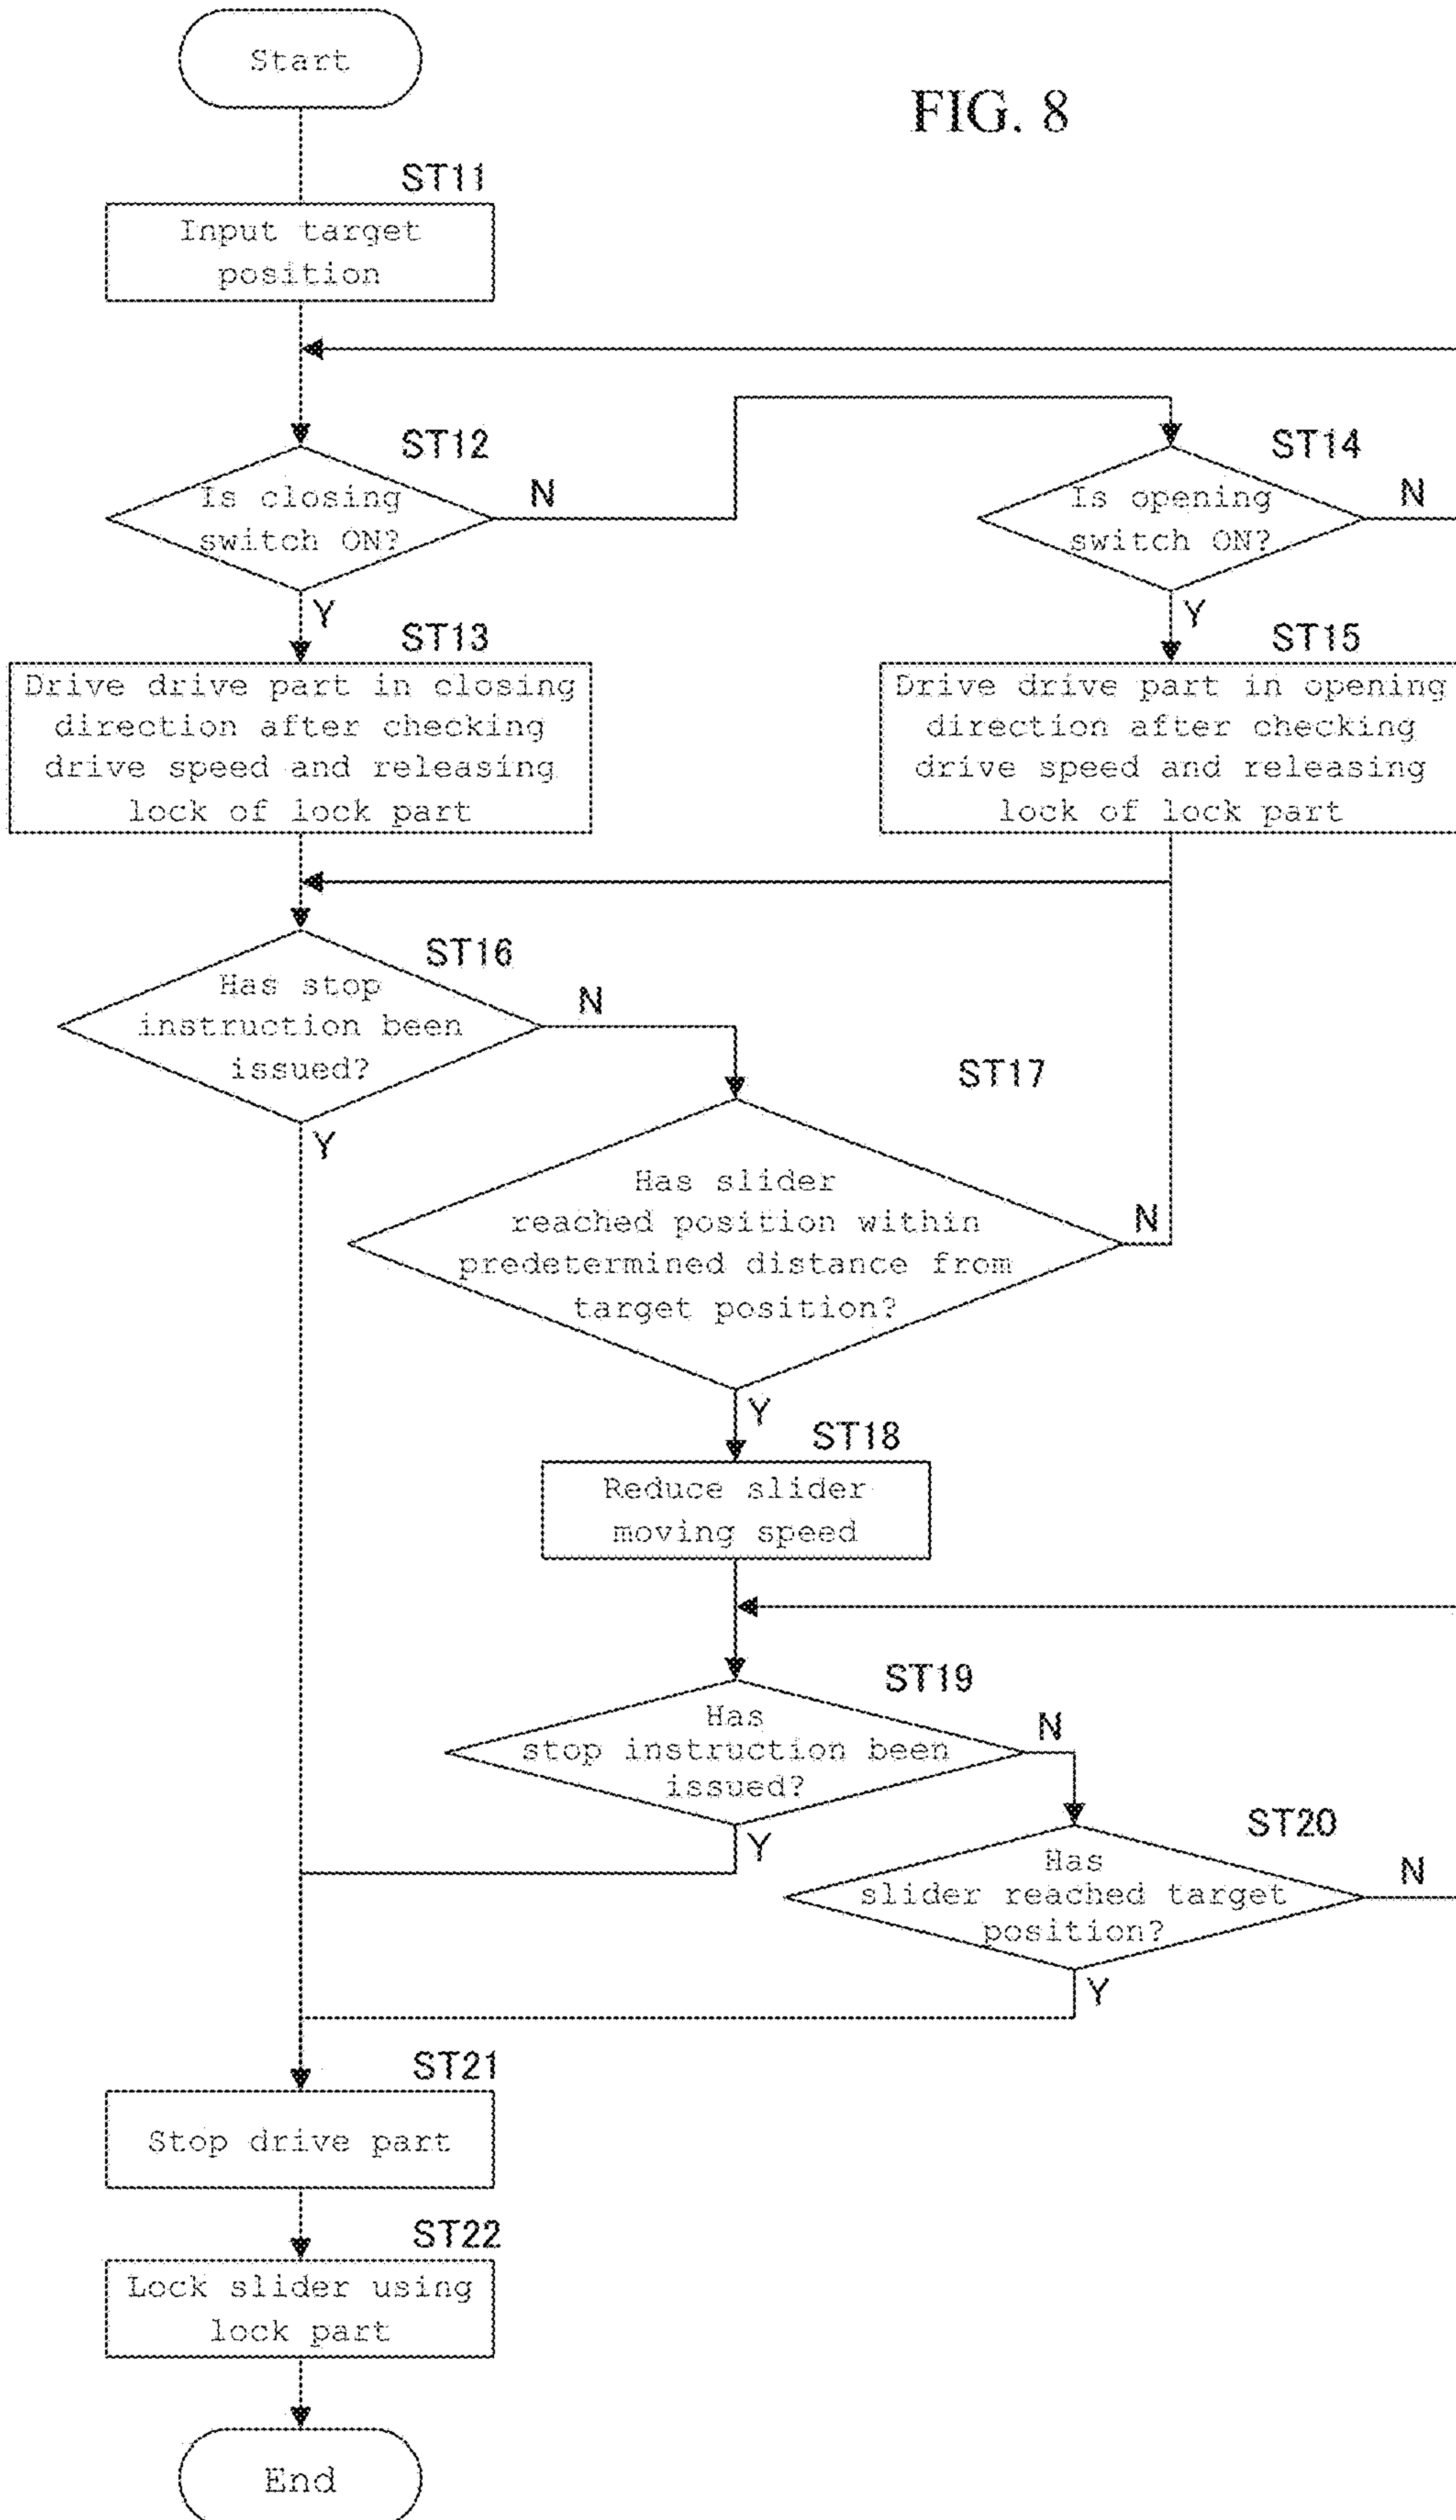 Start
FIG. 8
ST11
Input target
position
ST12
Is closing
switch ON?
N
Y
ST14
Is opening
switch ON?
N
Y
ST13
Drive drive part in closing
direction after checking
drive speed and releasing
lock of lock part
ST15
Drive drive part in opening
direction after checking
drive speed and releasing
lock of lock part
ST16
Has stop
instruction been
issued?
N
Y
ST17
Has slider
reached position within
predetermined distance from
target position?
N
Y
ST18
Reduce slider
moving speed
ST19
Has
stop instruction been
issued?
N
Y
ST20
Has
slider reached target
position?
N
Y
ST21
Stop drive part
ST22
Lock slider using
lock part
End